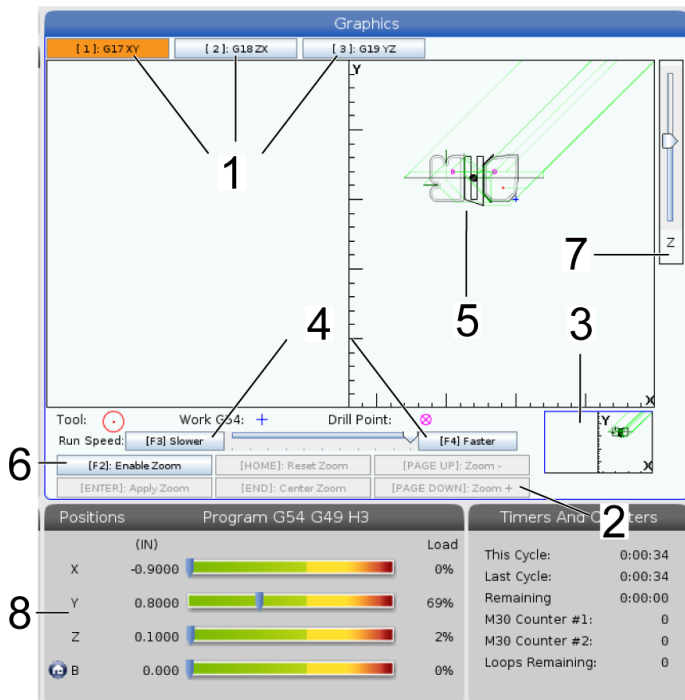 Graphics
[ 1 ]: G17 XY [ 2 ]: G18 ZX [ 3 ]: G19 YZ
Y
1
Z
7
5
4
3
X
Tool: Work G54: Drill Point:
Y
X
Run Speed: [F3] Slower [F4] Faster
6
[F2]: Enable Zoom [HOME]: Reset Zoom [PAGE UP]: Zoom -
[ENTER]: Apply Zoom [END]: Center Zoom [PAGE DOWN]: Zoom +
2
Positions Program G54 G49 H3
(IN) Load
X -0.9000 0%
Y 0.8000 69%
8
Z 0.1000 2%
B 0.000 0%
Timers And Counters
This Cycle: 0:00:34
Last Cycle: 0:00:34
Remaining 0:00:00
M30 Counter #1: 0
M30 Counter #2: 0
Loops Remaining: 0